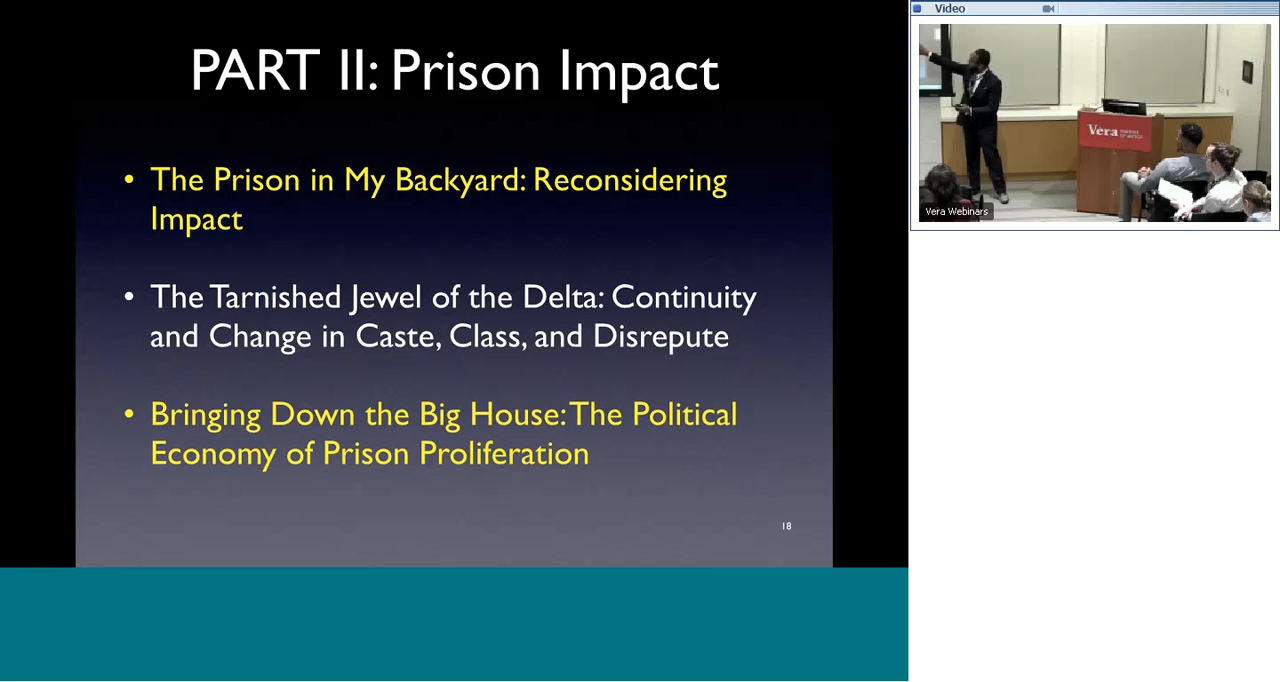 PART II: Prison Impact
• The Prison in My Backyard: Reconsidering
Impact
• The Tarnished Jewel of the Delta: Continuity
and Change in Caste, Class, and Disrepute
• Bringing Down the Big House: The Political
Economy of Prison Proliferation
18
Video
Vera
Vera Webinars